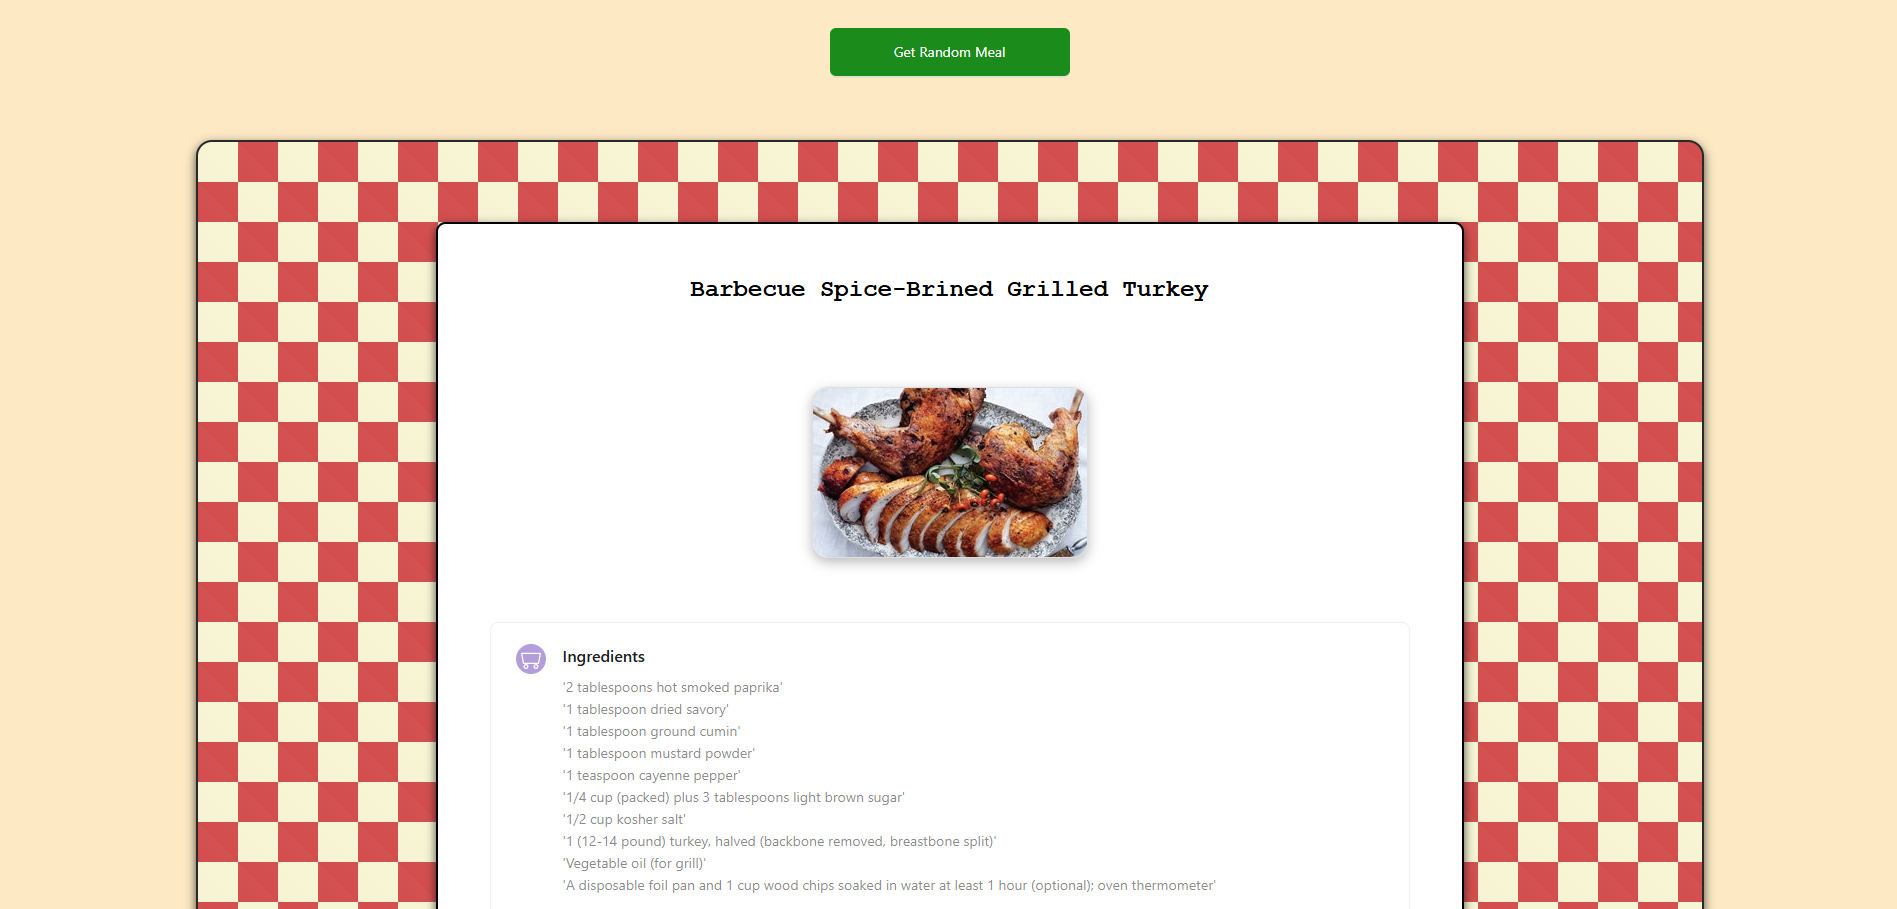 Get Random Meal
Barbecue Spice-Brined Grilled Turkey
Ingredients
'2 tablespoons hot smoked paprika'
'1 tablespoon dried savory'
'1 tablespoon ground cumin'
'1 tablespoon mustard powder'
'1 teaspoon cayenne pepper'
'1/4 cup (packed) plus 3 tablespoons light brown sugar'
'1/2 cup kosher salt'
'1 (12-14 pound) turkey, halved (backbone removed, breastbone split)'
'Vegetable oil (for grill)'
'A disposable foil pan and 1 cup wood chips soaked in water at least 1 hour (optional); oven thermometer'